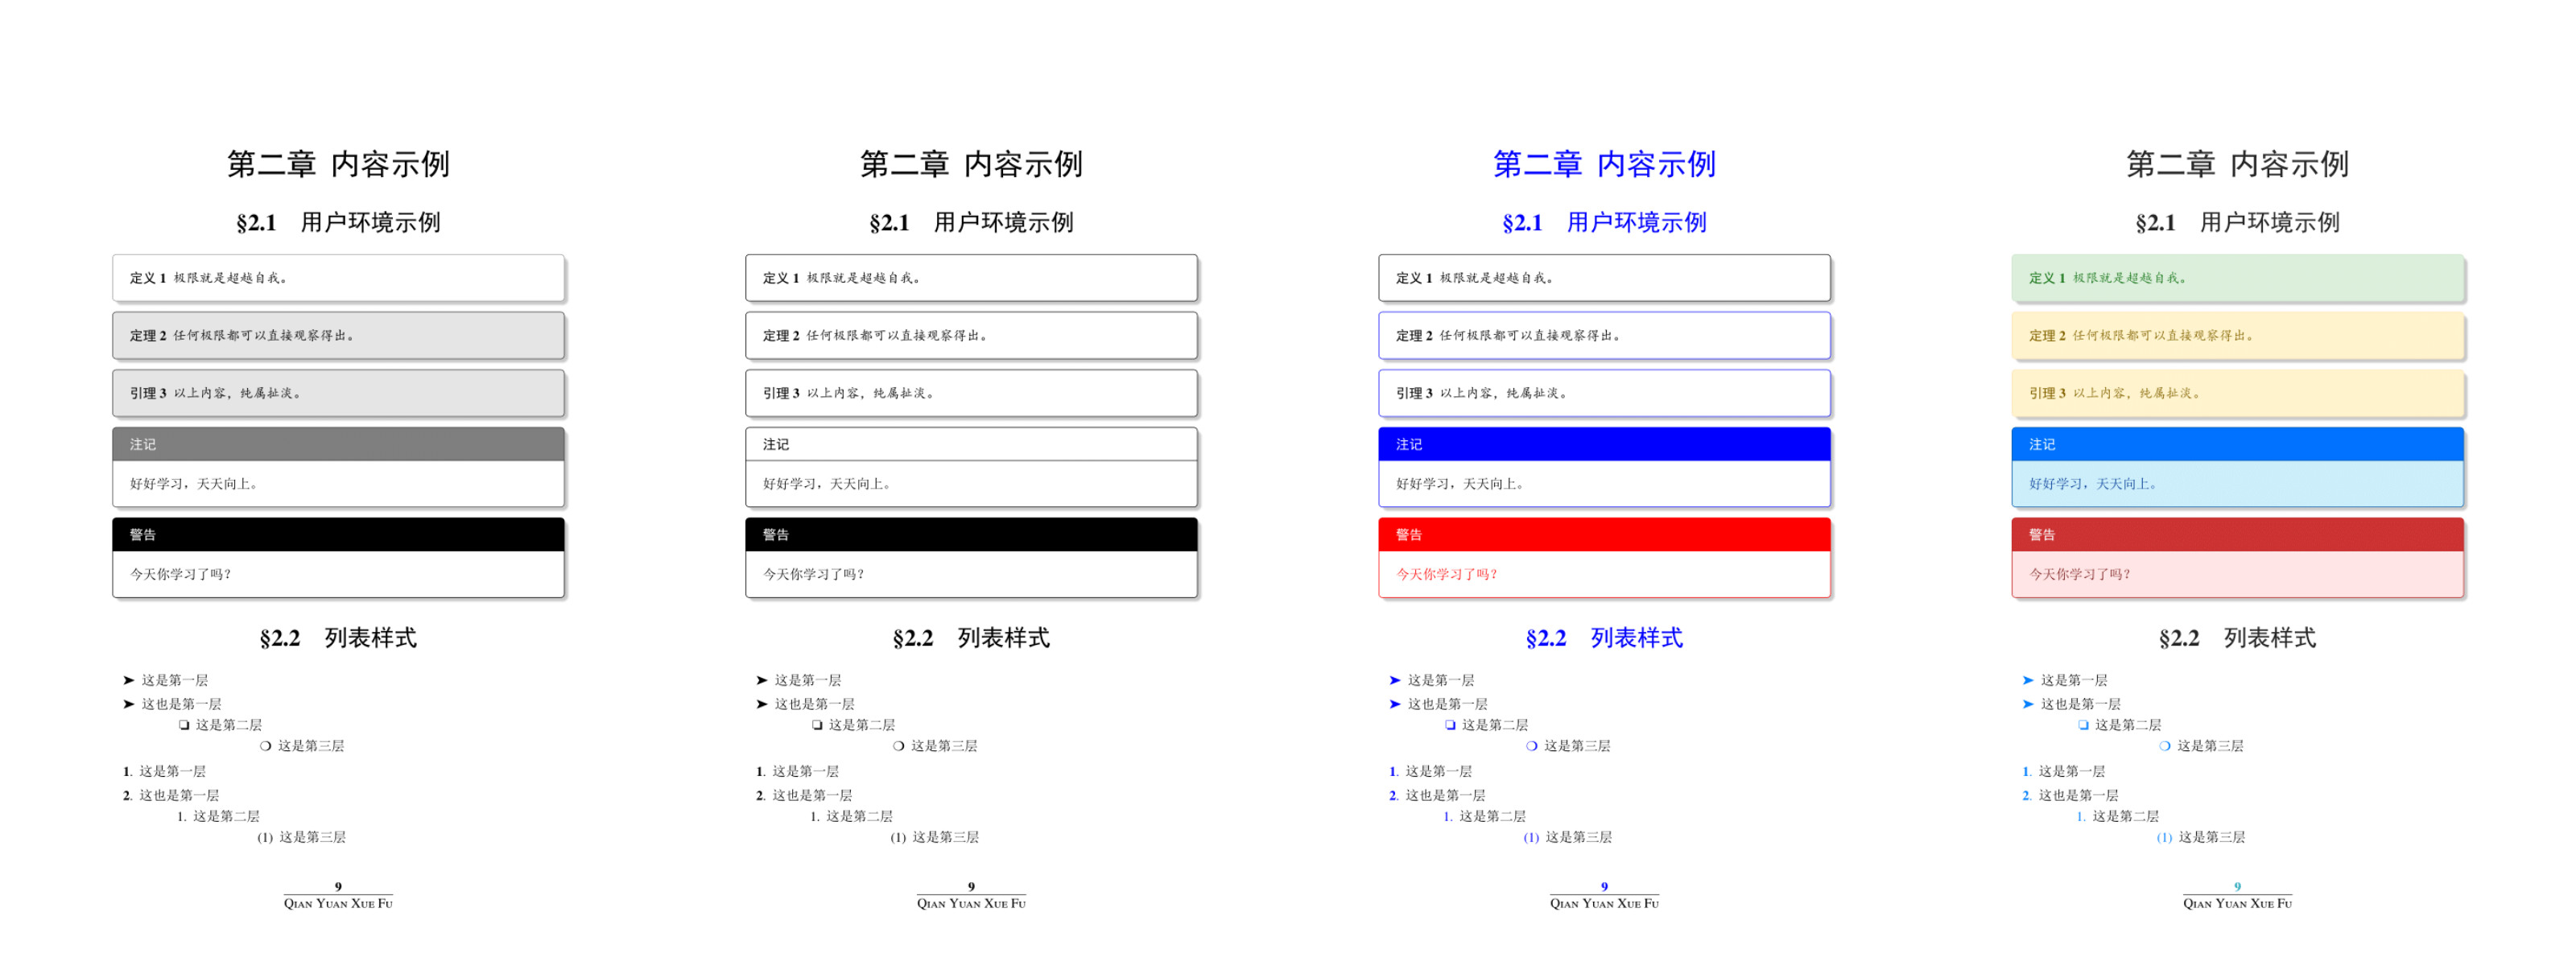 第二章 内容示例
§2.1 用户环境示例
定义 1 极限就是超越自我。
定理 2 任何极限都可以直接观察得出。
引理 3 以上内容，纯属扯淡。
注记
好好学习，天天向上。
警告
今天你学习了吗？
§2.2 列表样式
➤ 这是第一层
➤ 这也是第一层
❏ 这是第二层
❍ 这是第三层
1. 这是第一层
2. 这也是第一层
1. 这是第二层
(1) 这是第三层
9
Qian Yuan Xue Fu
第二章 内容示例
§2.1 用户环境示例
定义 1 极限就是超越自我。
定理 2 任何极限都可以直接观察得出。
引理 3 以上内容，纯属扯淡。
注记
好好学习，天天向上。
警告
今天你学习了吗？
§2.2 列表样式
➤ 这是第一层
➤ 这也是第一层
❏ 这是第二层
❍ 这是第三层
1. 这是第一层
2. 这也是第一层
1. 这是第二层
(1) 这是第三层
9
Qian Yuan Xue Fu
第二章 内容示例
§2.1 用户环境示例
定义 1 极限就是超越自我。
定理 2 任何极限都可以直接观察得出。
引理 3 以上内容，纯属扯淡。
注记
好好学习，天天向上。
警告
今天你学习了吗？
§2.2 列表样式
➤ 这是第一层
➤ 这也是第一层
❏ 这是第二层
❍ 这是第三层
1. 这是第一层
2. 这也是第一层
1. 这是第二层
(1) 这是第三层
9
Qian Yuan Xue Fu
第二章 内容示例
§2.1 用户环境示例
定义 1 极限就是超越自我。
定理 2 任何极限都可以直接观察得出。
引理 3 以上内容，纯属扯淡。
注记
好好学习，天天向上。
警告
今天你学习了吗？
§2.2 列表样式
➤ 这是第一层
➤ 这也是第一层
❏ 这是第二层
❍ 这是第三层
1. 这是第一层
2. 这也是第一层
1. 这是第二层
(1) 这是第三层
9
Qian Yuan Xue Fu